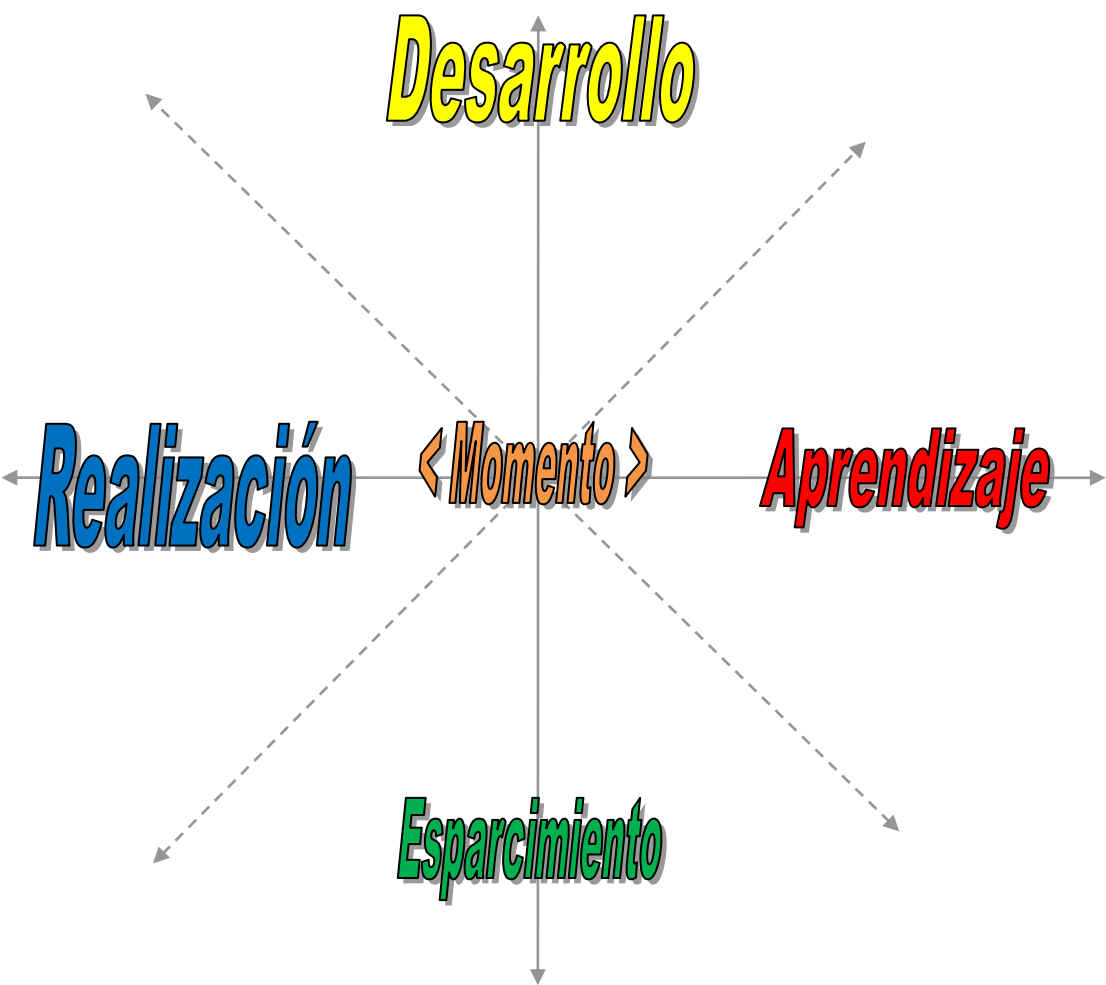 Desarrollo
Realización
< Momento >
Aprendizaje
Esparcimiento